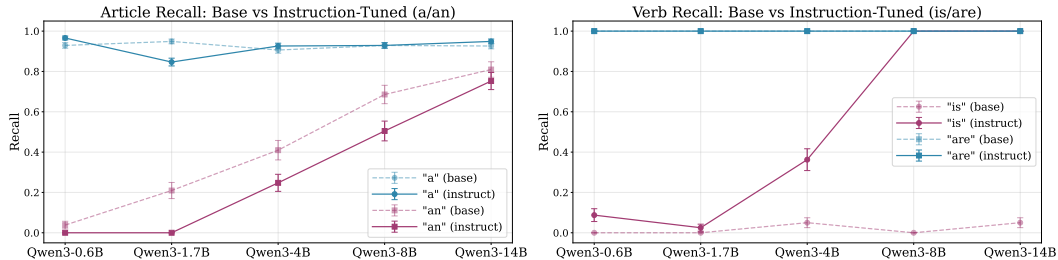 Article Recall: Base vs Instruction-Tuned (a/an)
1.0
0.8
0.6
0.4
0.2
0.0
Recall
"a" (base)
"a" (instruct)
"an" (base)
"an" (instruct)
Qwen3-0.6B
Qwen3-1.7B
Qwen3-4B
Qwen3-8B
Qwen3-14B
Verb Recall: Base vs Instruction-Tuned (is/are)
1.0
0.8
0.6
0.4
0.2
0.0
Recall
"is" (base)
"is" (instruct)
"are" (base)
"are" (instruct)
Qwen3-0.6B
Qwen3-1.7B
Qwen3-4B
Qwen3-8B
Qwen3-14B